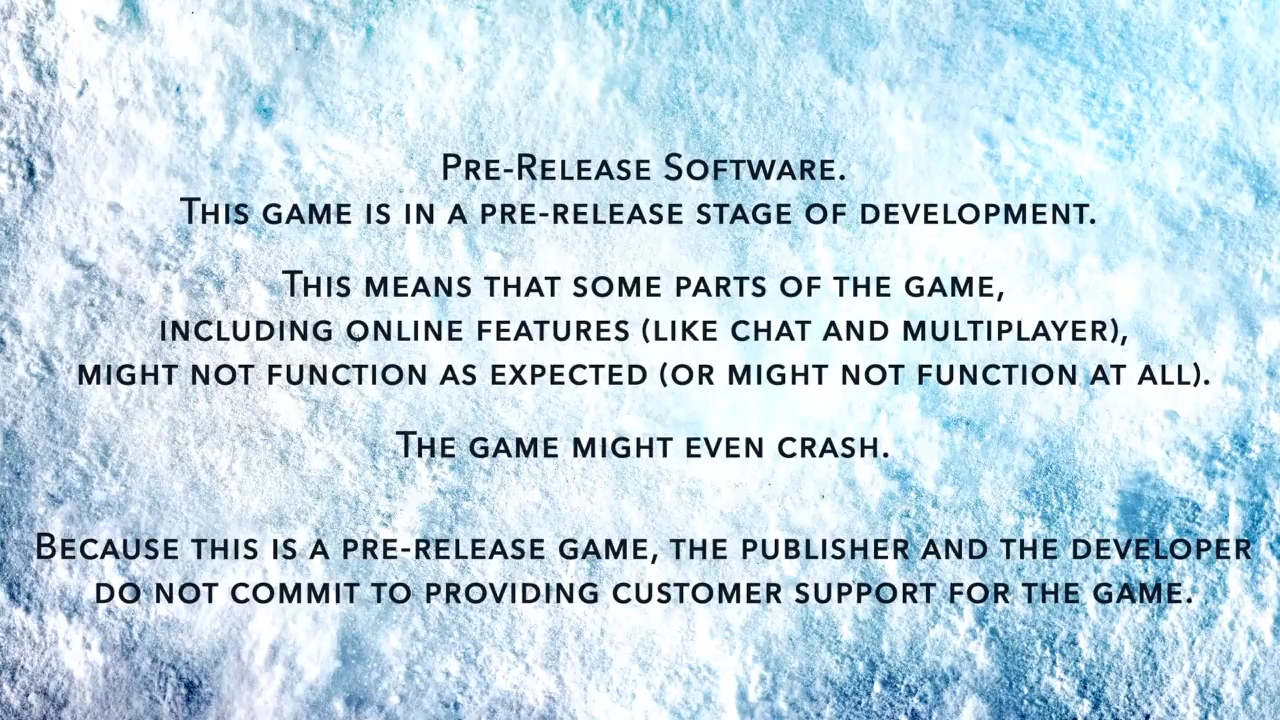 Pre-Release Software.
This game is in a pre-release stage of development.
This means that some parts of the game,
including online features (like chat and multiplayer),
might not function as expected (or might not function at all).
The game might even crash.
Because this is a pre-release game, the publisher and the developer
do not commit to providing customer support for the game.